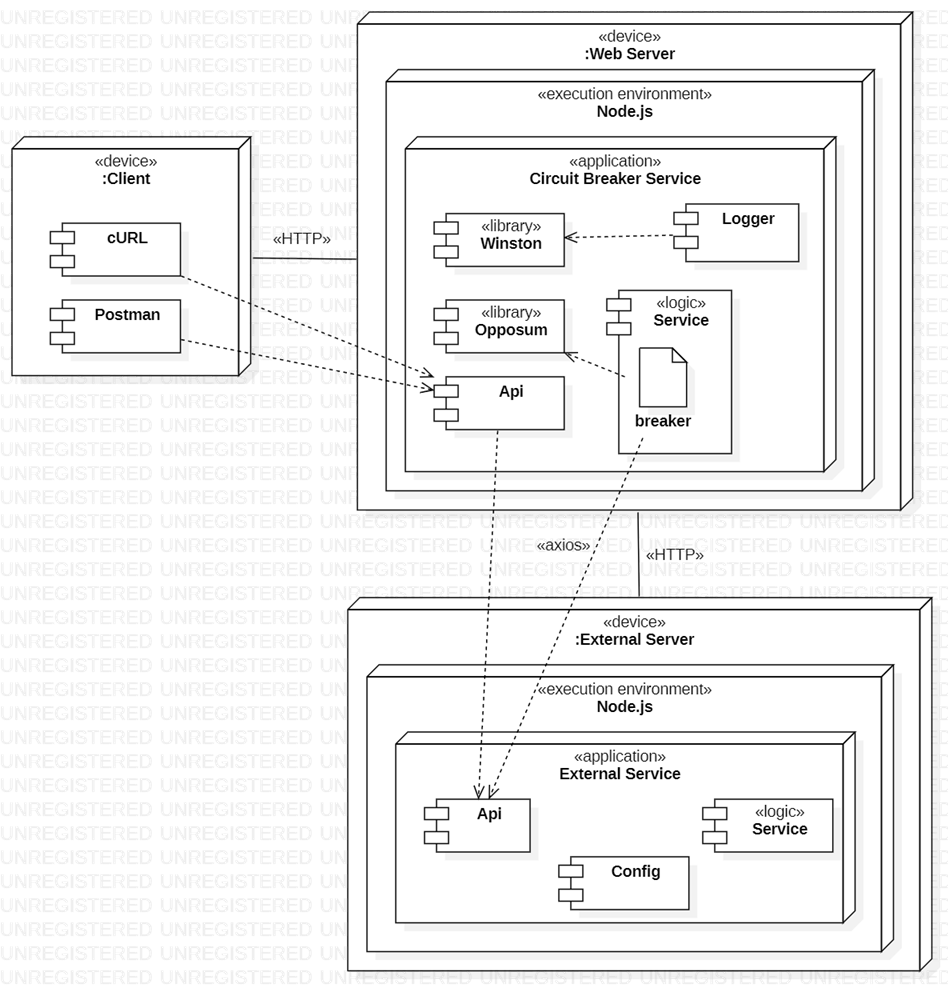 «device»
:Web Server
«execution environment»
Node.js
«application»
Circuit Breaker Service
«library»
Winston
Logger
«library»
Opposum
«logic»
Service
breaker
Api
«device»
:Client
cURL
Postman
«HTTP»
«axios»
«HTTP»
«device»
:External Server
«execution environment»
Node.js
«application»
External Service
Api
«logic»
Service
Config
UNREGISTERED UNREGISTERED UNREGISTERED UNREGISTERED UNREGISTERED UNREGISTERED